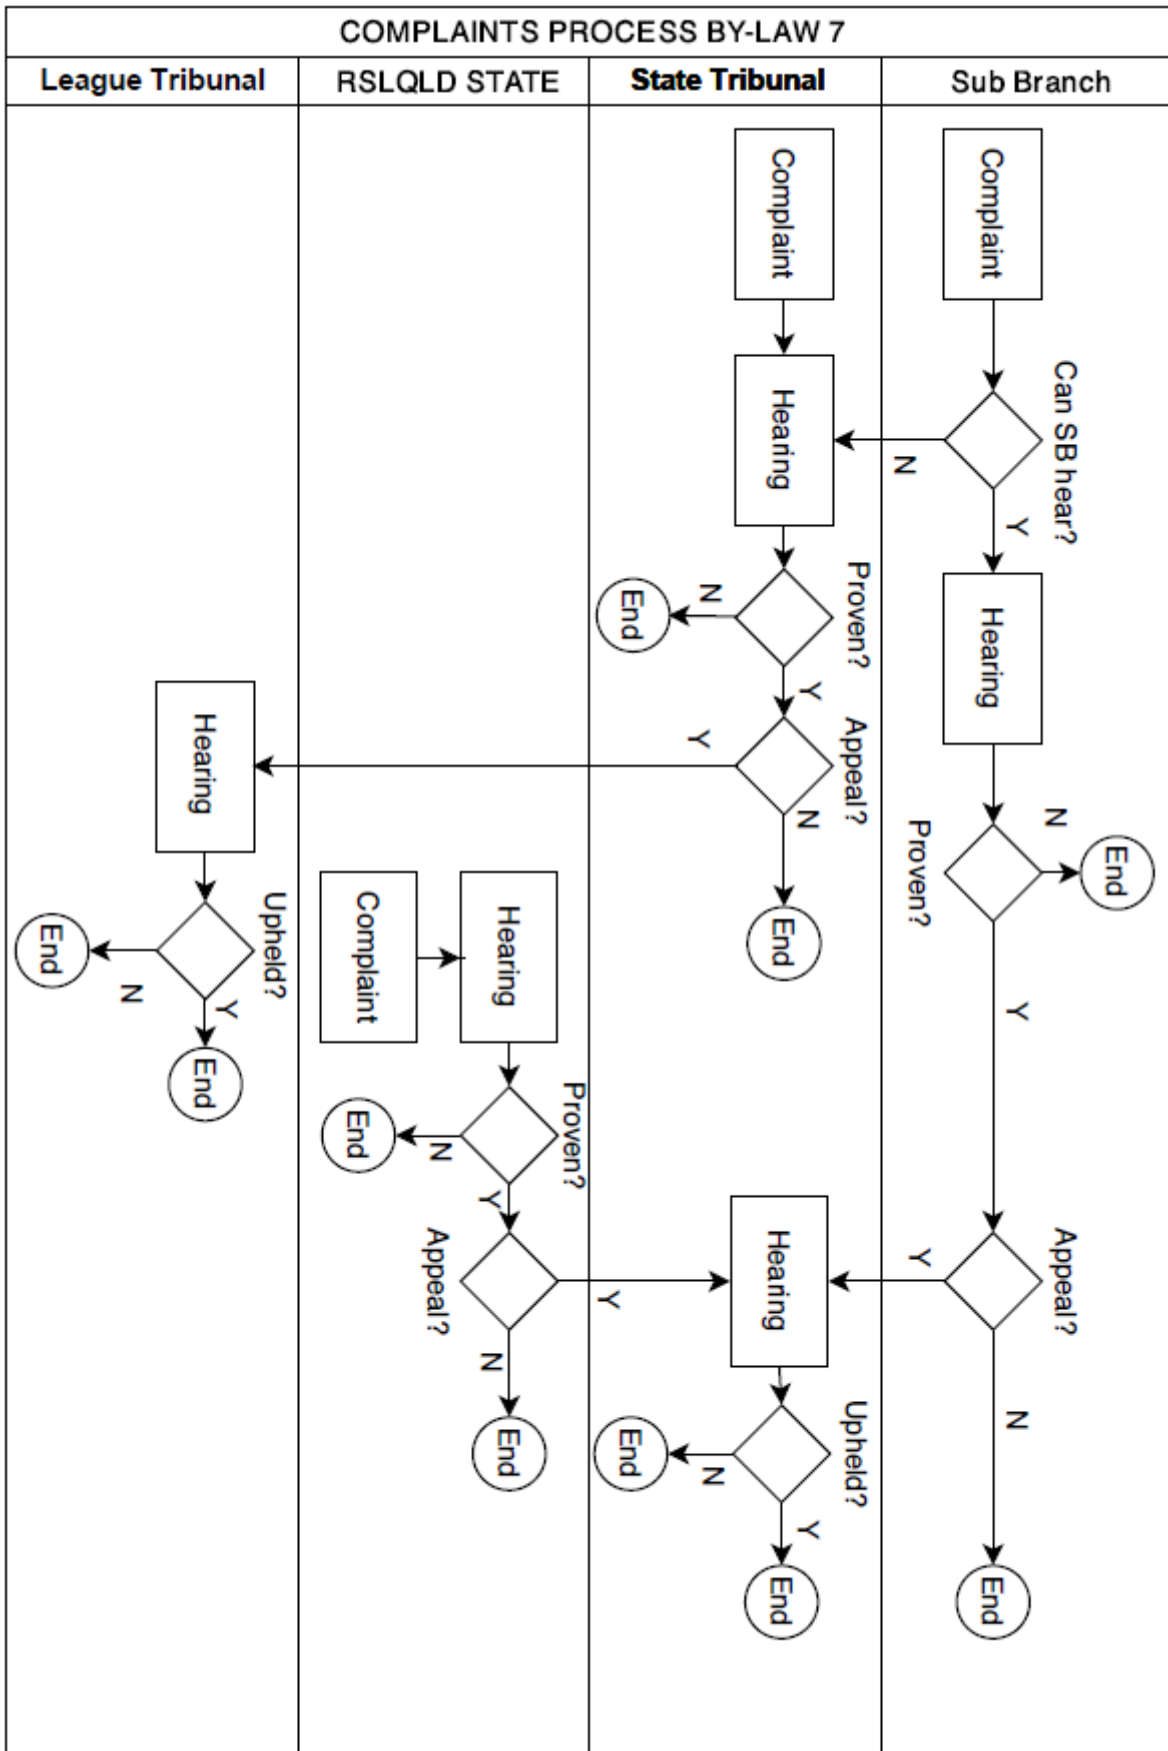 COMPLAINTS PROCESS BY-LAW 7
League Tribunal
RSLQLD STATE
State Tribunal
Sub Branch
Complaint
Can SB hear?
N
Y
Hearing
Proven?
N
End
Y
Appeal?
Y
N
End
Complaint
Hearing
Proven?
N
End
Y
Appeal?
Y
N
End
Hearing
Upheld?
N
End
Y
End
Complaint
Hearing
Proven?
N
End
Y
Appeal?
Y
N
End
Hearing
Upheld?
N
End
Y
End